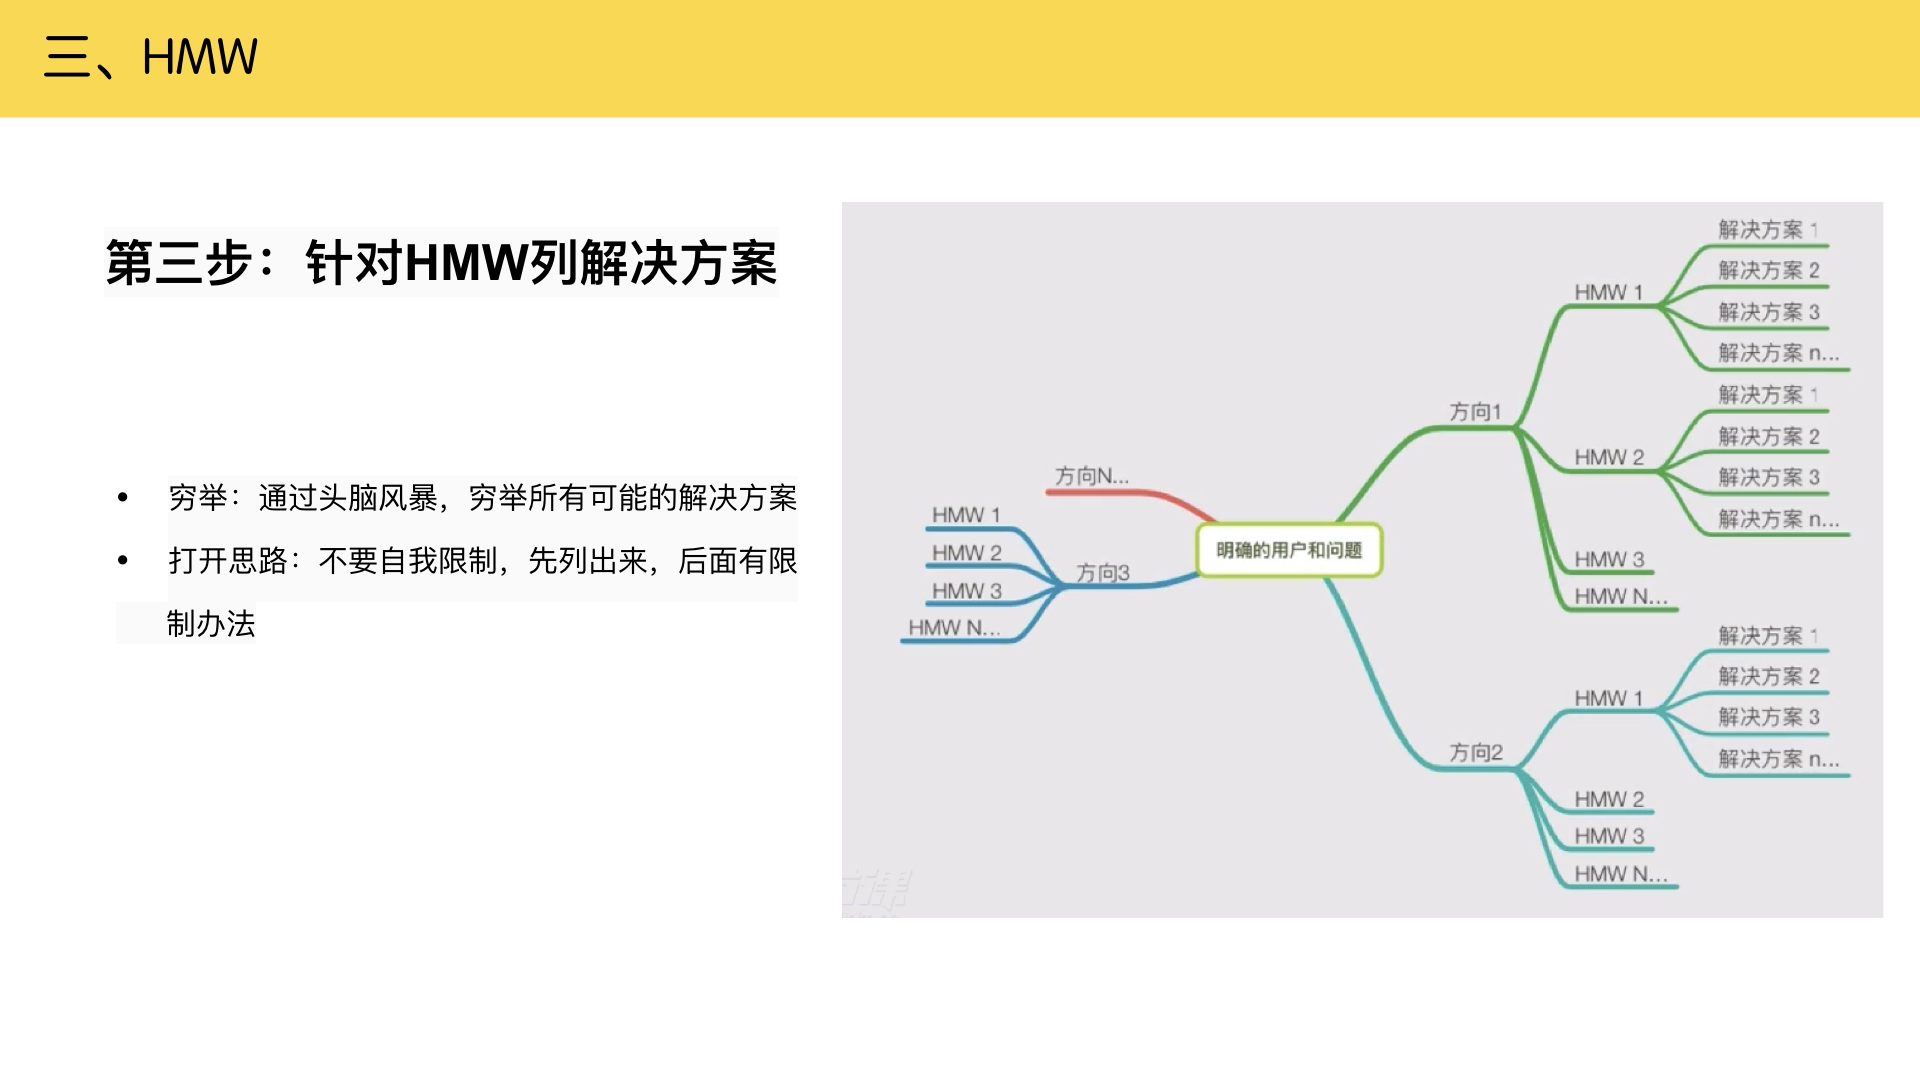 三、HMW
第三步：针对HMW列解决方案
• 穷举：通过头脑风暴，穷举所有可能的解决方案
• 打开思路：不要自我限制，先列出来，后面有限
制办法
明确的用户和问题
方向1
HMW 1
解决方案 1
解决方案 2
解决方案 3
解决方案 n...
HMW 2
解决方案 1
解决方案 2
解决方案 3
解决方案 n...
HMW 3
HMW N...
方向2
HMW 1
解决方案 1
解决方案 2
解决方案 3
解决方案 n...
HMW 2
HMW 3
HMW N...
方向3
HMW 1
HMW 2
HMW 3
HMW N...
方向N...